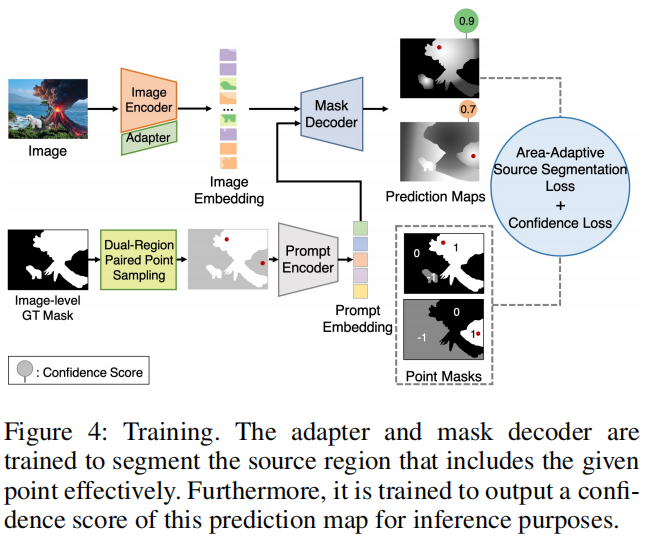 0.9
Image
Encoder
Adapter
Image
...
Image
Embedding
Mask
Decoder
0.7
Prediction Maps
Area-Adaptive
Source Segmentation
Loss
+
Confidence Loss
Image-level
GT Mask
Dual-Region
Paired Point
Sampling
Prompt
Encoder
Prompt
Embedding
0
1
-1
0
-1
1
Point Masks
: Confidence Score
Figure 4: Training. The adapter and mask decoder are
trained to segment the source region that includes the given
point effectively. Furthermore, it is trained to output a confi-
dence score of this prediction map for inference purposes.